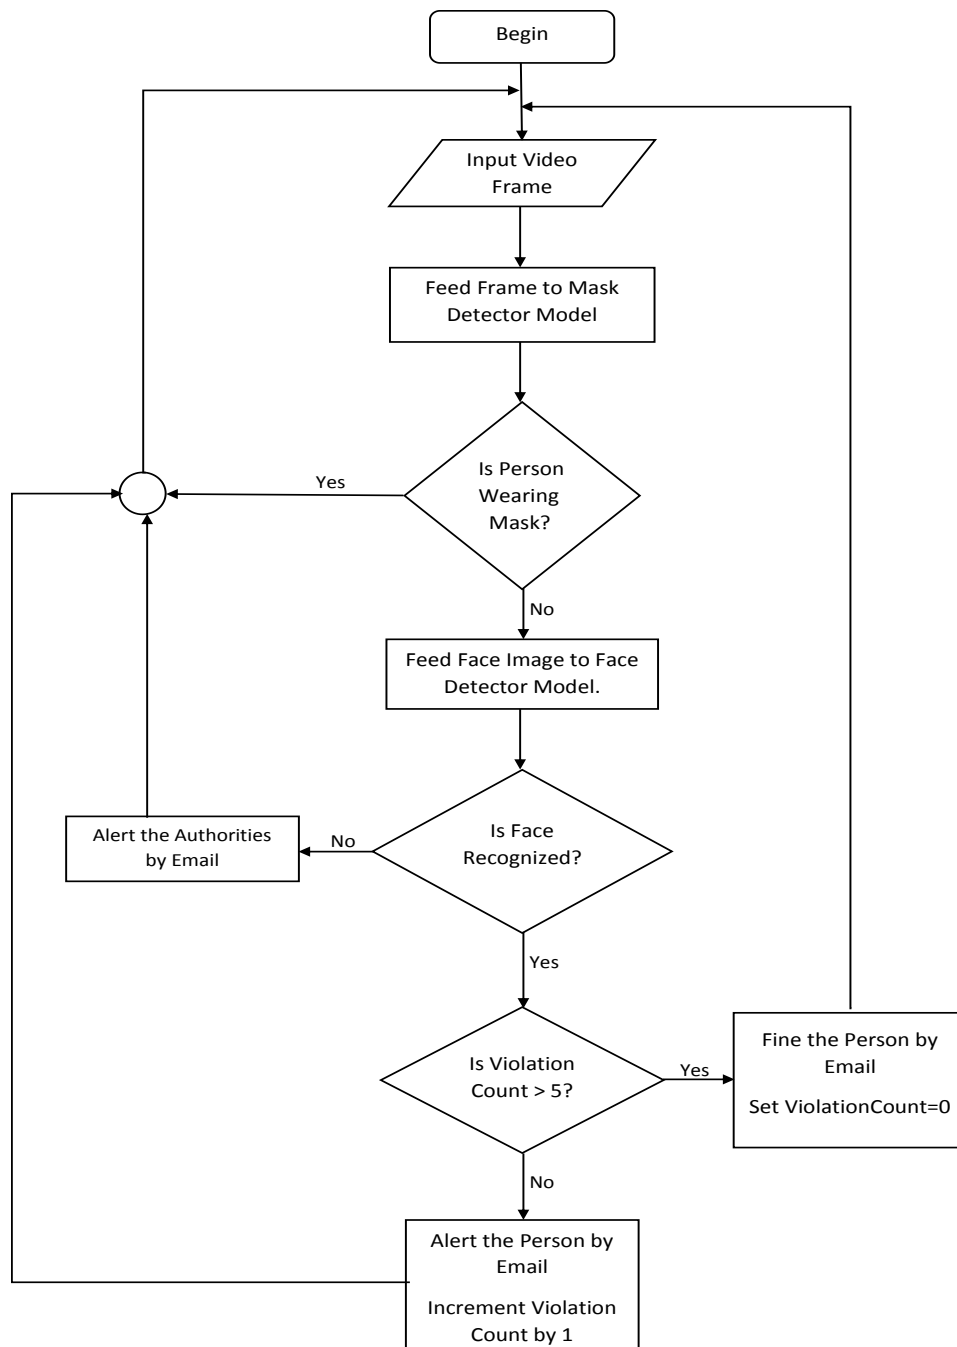 Begin
Input Video
Frame
Feed Frame to Mask
Detector Model
Is Person
Wearing
Mask?
Yes
No
Feed Face Image to Face
Detector Model.
Is Face
Recognized?
No
Alert the Authorities
by Email
Yes
Is Violation
Count > 5?
Yes
Fine the Person by
Email
Set ViolationCount=0
No
Alert the Person by
Email
Increment Violation
Count by 1